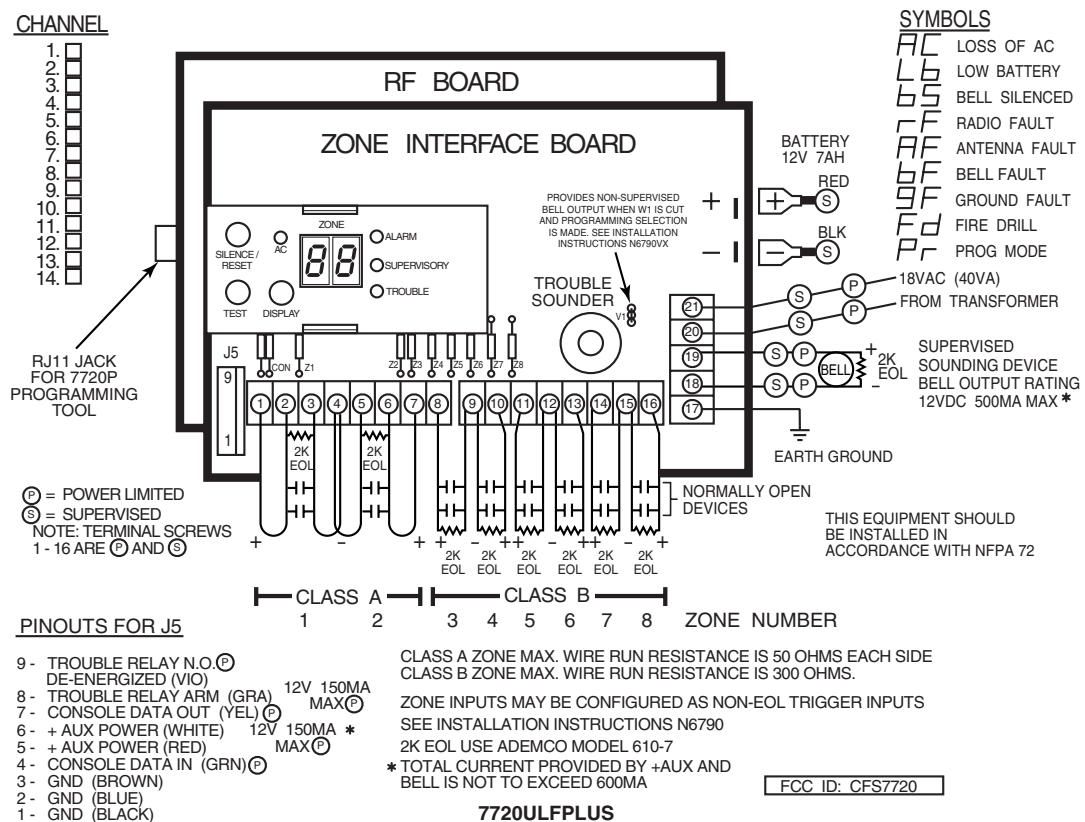 CHANNEL
1.
2.
3.
4.
5.
6.
7.
8.
9.
10.
11.
12.
13.
14.
RF BOARD
ZONE INTERFACE BOARD
SILENCE /
RESET
AC
ZONE
88
ALARM
SUPERVISORY
TROUBLE
TEST
DISPLAY
PROVIDES NON-SUPERVISED
BELL OUTPUT WHEN W1 IS CUT
AND PROGRAMMING SELECTION
IS MADE. SEE INSTALLATION
INSTRUCTIONS N6790VX
TROUBLE
SOUNDER
V1
SYMBOLS
AC LOSS OF AC
Lb LOW BATTERY
bS BELL SILENCED
rF RADIO FAULT
AF ANTENNA FAULT
bF BELL FAULT
gF GROUND FAULT
Fd FIRE DRILL
Pr PROG MODE
BATTERY
12V 7AH
RED
+ + S
BLK
− − S
18VAC (40VA)
FROM TRANSFORMER
21 S P
20 S P
19 S P
18 S P
17
BELL
+
−
2K
EOL
SUPERVISED
SOUNDING DEVICE
BELL OUTPUT RATING
12VDC 500MA MAX *
EARTH GROUND
RJ11 JACK
FOR 7720P
PROGRAMMING
TOOL
J5
9
1
CON Z1 Z2 Z3 Z4 Z5 Z6 Z7 Z8
1 2 3 4 5 6 7 8 9 10 11 12 13 14 15 16
2K
EOL
2K
EOL
NORMALLY OPEN
DEVICES
+ − + + − + + − + + − +
2K
EOL
2K
EOL
2K
EOL
2K
EOL
2K
EOL
2K
EOL
P = POWER LIMITED
S = SUPERVISED
NOTE: TERMINAL SCREWS
1 - 16 ARE P AND S
THIS EQUIPMENT SHOULD
BE INSTALLED IN
ACCORDANCE WITH NFPA 72
CLASS A CLASS B
1 2 3 4 5 6 7 8 ZONE NUMBER
PINOUTS FOR J5
9 - TROUBLE RELAY N.O. P
DE-ENERGIZED (VIO)
8 - TROUBLE RELAY ARM (GRA) 12V 150MA
MAX P
7 - CONSOLE DATA OUT (YEL) P
6 - + AUX POWER (WHITE) 12V 150MA *
MAX P
5 - + AUX POWER (RED)
4 - CONSOLE DATA IN (GRN) P
3 - GND (BROWN)
2 - GND (BLUE)
1 - GND (BLACK)
CLASS A ZONE MAX. WIRE RUN RESISTANCE IS 50 OHMS EACH SIDE
CLASS B ZONE MAX. WIRE RUN RESISTANCE IS 300 OHMS.
ZONE INPUTS MAY BE CONFIGURED AS NON-EOL TRIGGER INPUTS
SEE INSTALLATION INSTRUCTIONS N6790
2K EOL USE ADEMCO MODEL 610-7
* TOTAL CURRENT PROVIDED BY +AUX AND
BELL IS NOT TO EXCEED 600MA
FCC ID: CFS7720
7720ULFPLUS